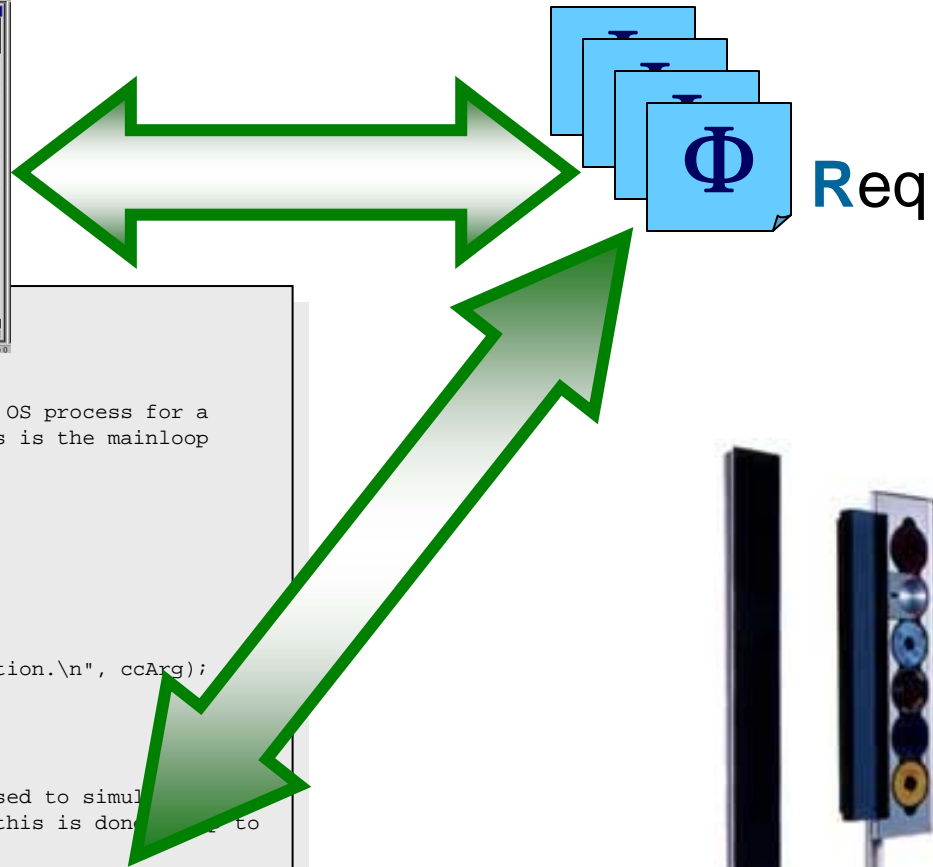 Φ
Req
OS process for a
s is the mainloop
tion.\n", ccArg);
sed to simul
this is don to